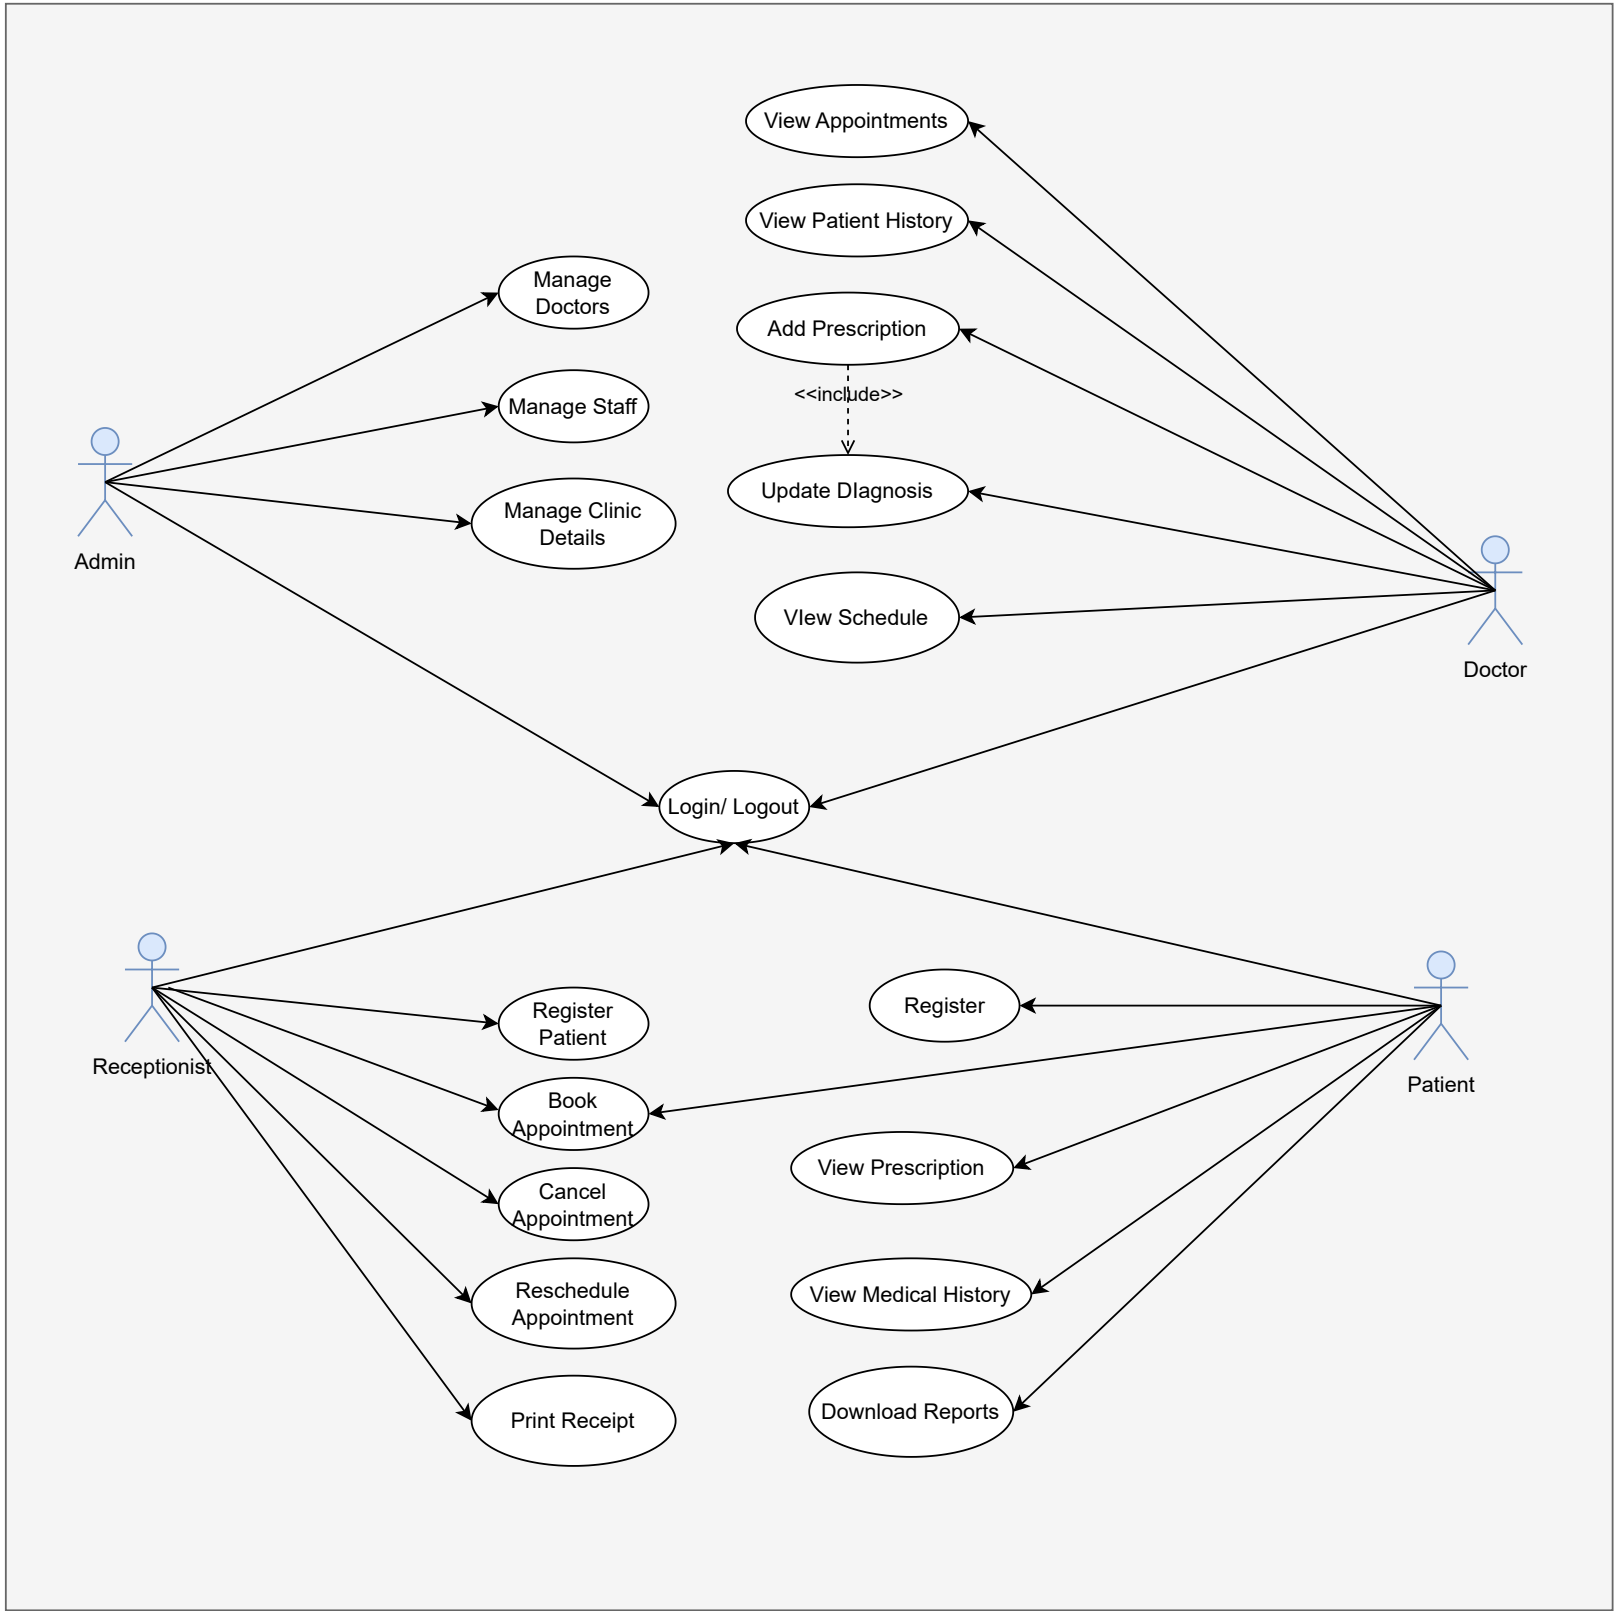 View Appointments
View Patient History
Manage
Doctors
Add Prescription
<<include>>
Manage Staff
Update DIagnosis
Manage Clinic
Details
Admin
VIew Schedule
Doctor
Login/ Logout
Register
Patient
Register
Receptionist
Patient
Book
Appointment
View Prescription
Cancel
Appointment
View Medical History
Reschedule
Appointment
Download Reports
Print Receipt